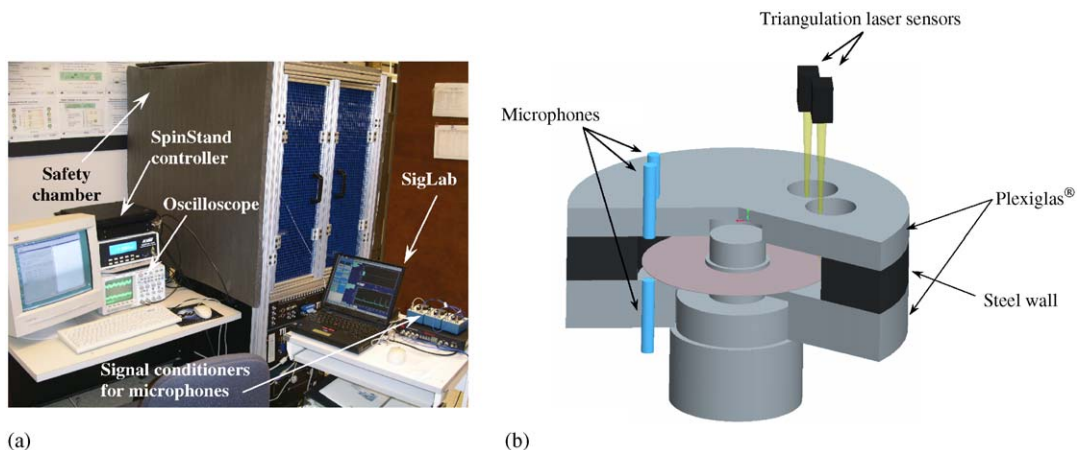 Safety
chamber
SpinStand
controller
Oscilloscope
SigLab
Signal conditioners
for microphones
(a)
Triangulation laser sensors
Microphones
Plexiglas®
Steel wall
(b)